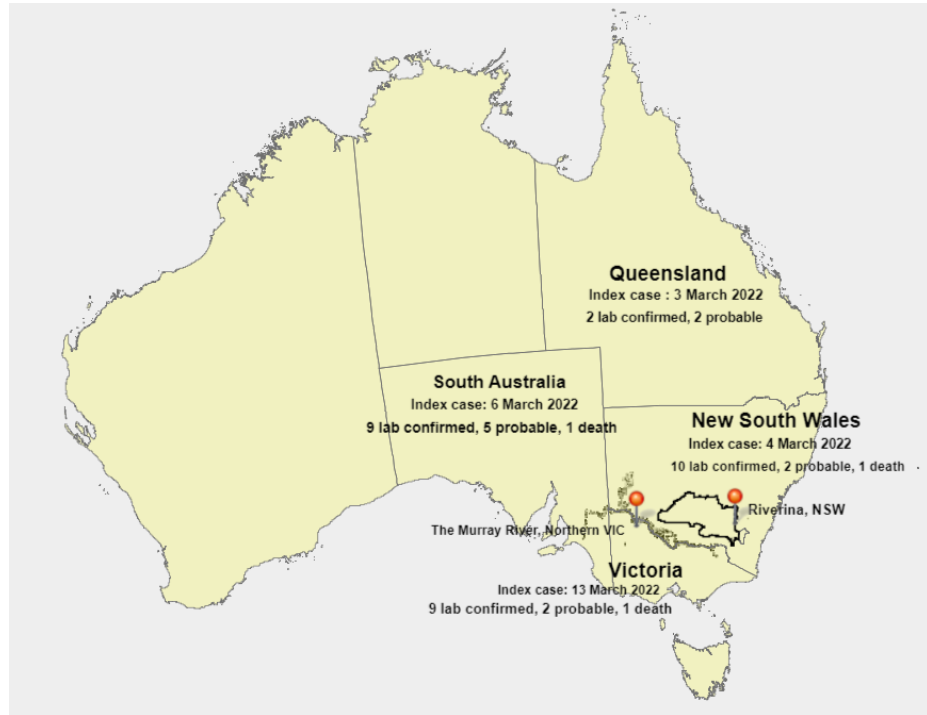 Queensland
Index case : 3 March 2022
2 lab confirmed, 2 probable
South Australia
Index case: 6 March 2022
9 lab confirmed, 5 probable, 1 death
New South Wales
Index case: 4 March 2022
10 lab confirmed, 2 probable, 1 death
Riverina, NSW
The Murray River, Northern VIC
Victoria
Index case: 13 March 2022
9 lab confirmed, 2 probable, 1 death